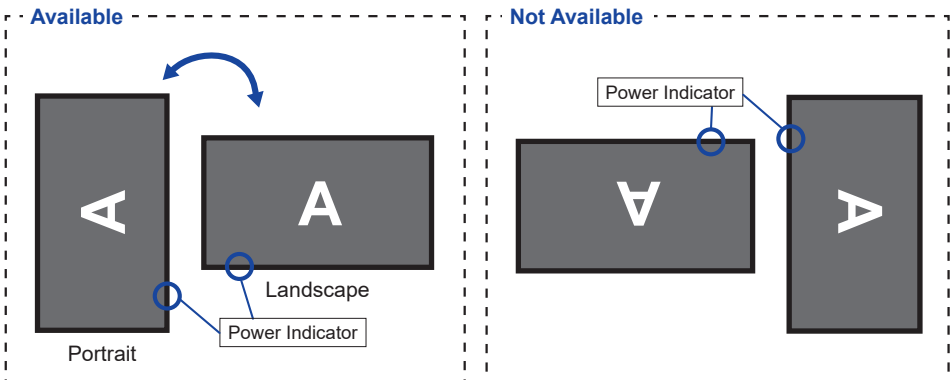 Available
A
A
Landscape
Power Indicator
Portrait
Not Available
Power Indicator
A
A